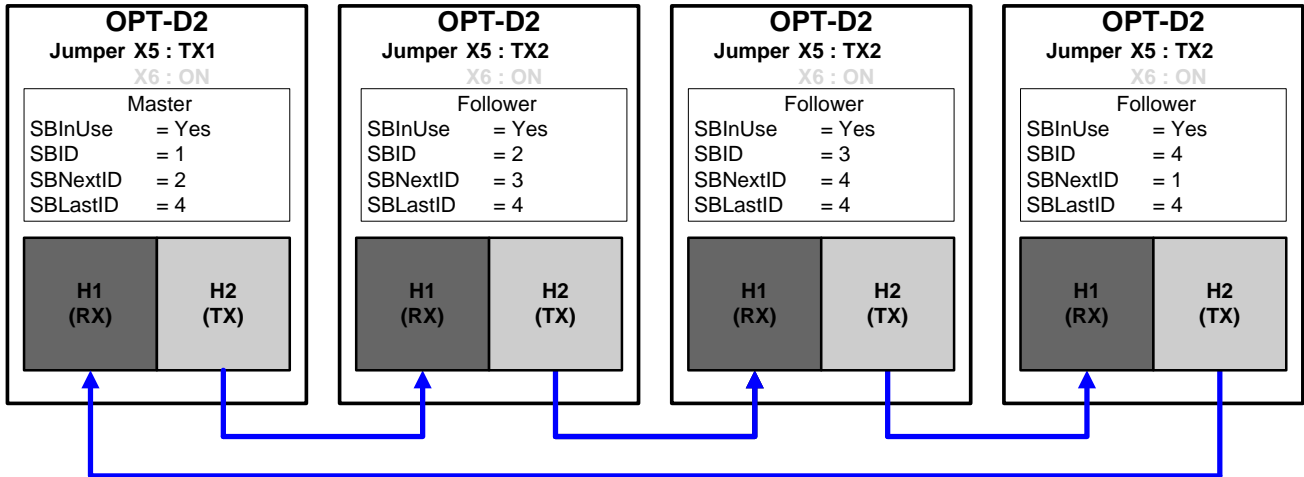 OPT-D2
Jumper X5 : TX1
X6 : ON
Master
SBInUse = Yes
SBID = 1
SBNextID = 2
SBLastID = 4
H1
(RX)
H2
(TX)
OPT-D2
Jumper X5 : TX2
X6 : ON
Follower
SBInUse = Yes
SBID = 2
SBNextID = 3
SBLastID = 4
H1
(RX)
H2
(TX)
OPT-D2
Jumper X5 : TX2
X6 : ON
Follower
SBInUse = Yes
SBID = 3
SBNextID = 4
SBLastID = 4
H1
(RX)
H2
(TX)
OPT-D2
Jumper X5 : TX2
X6 : ON
Follower
SBInUse = Yes
SBID = 4
SBNextID = 1
SBLastID = 4
H1
(RX)
H2
(TX)